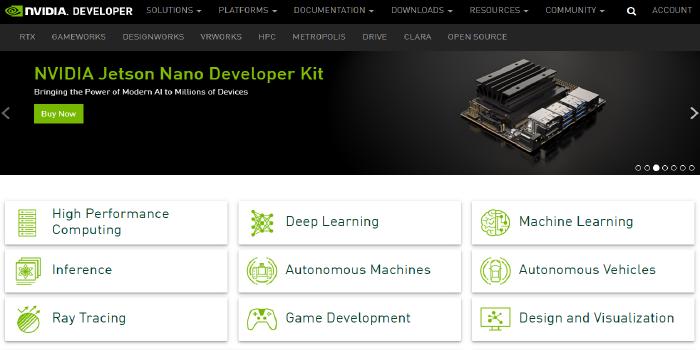 NVIDIA. DEVELOPER SOLUTIONS PLATFORMS DOCUMENTATION DOWNLOADS RESOURCES COMMUNITY ACCOUNT
RTX GAMEWORKS DESIGNWORKS VRWORKS HPC METROPOLIS DRIVE CLARA OPEN SOURCE
NVIDIA Jetson Nano Developer Kit
Bringing the Power of Modern AI to Millions of Devices
Buy Now
High Performance
Computing
Deep Learning
Machine Learning
Inference
Autonomous Machines
Autonomous Vehicles
Ray Tracing
Game Development
Design and Visualization